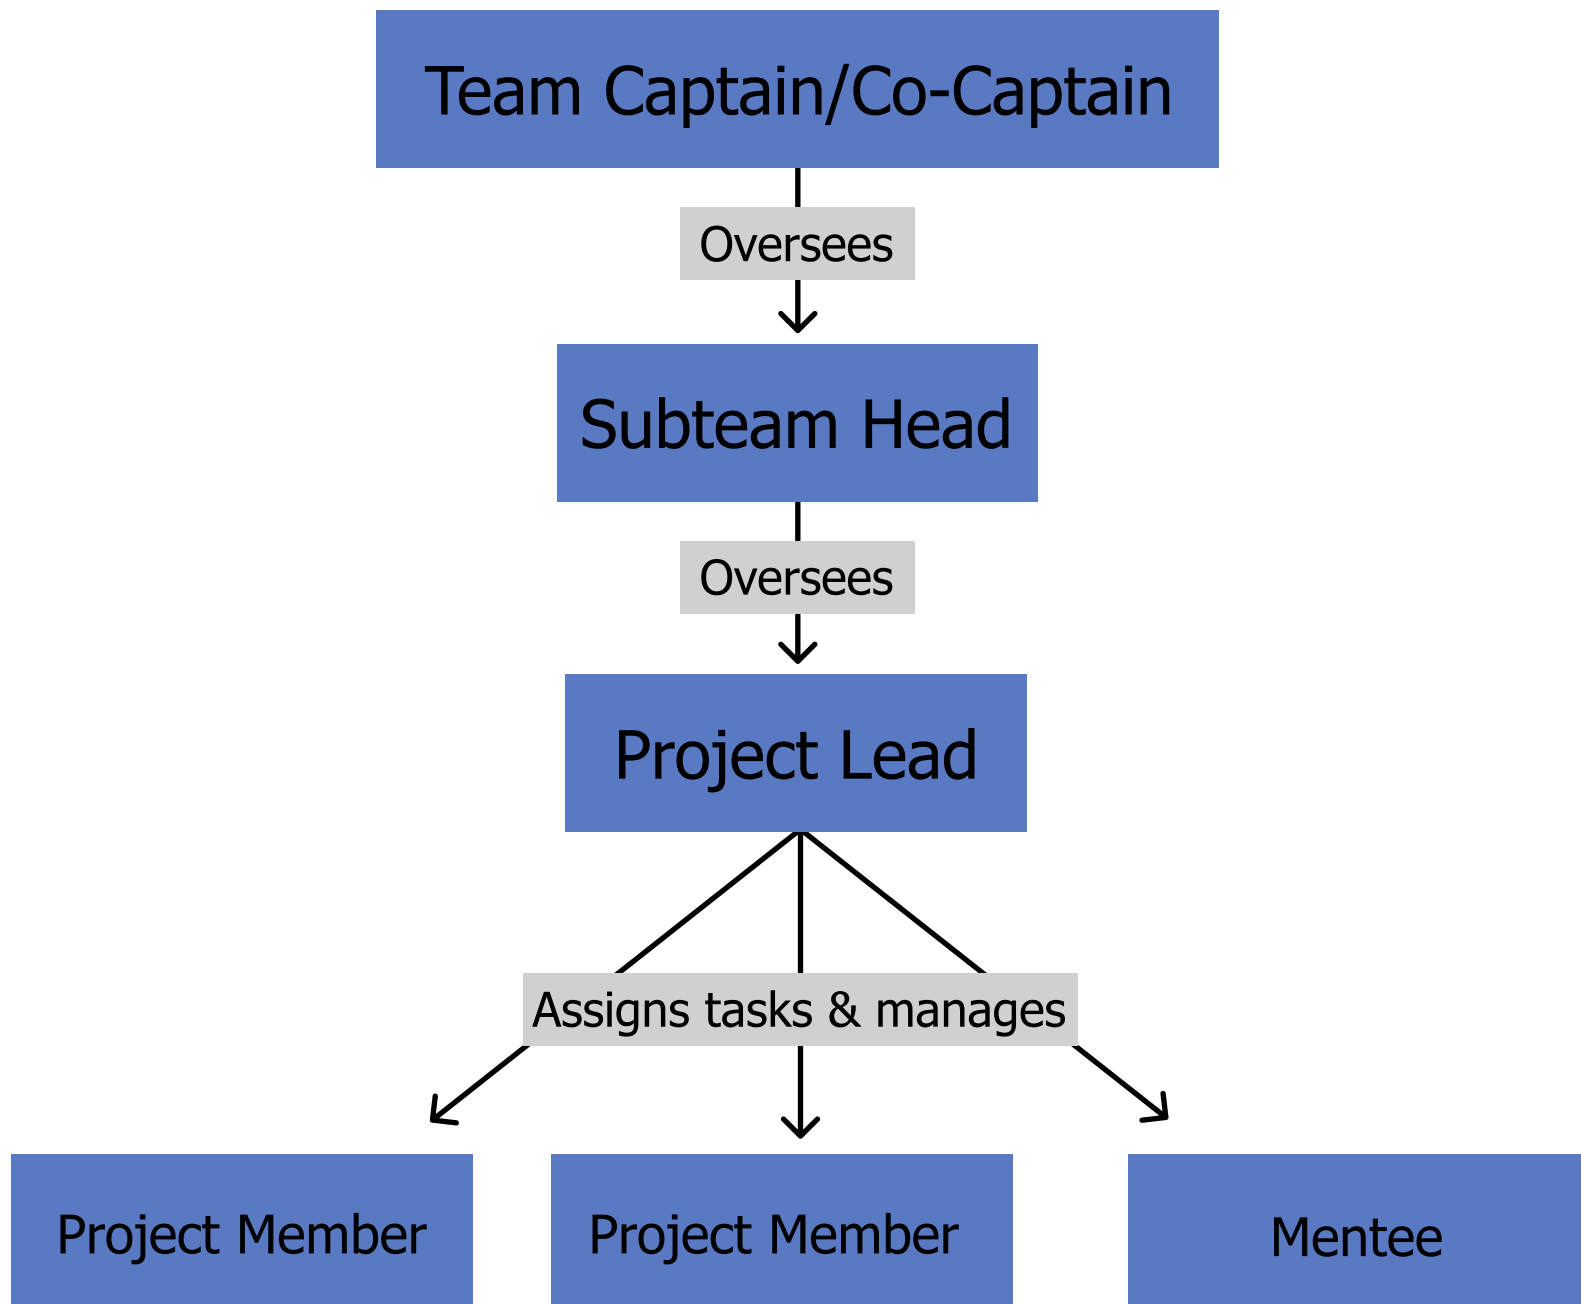 Team Captain/Co-Captain
Oversees
Subteam Head
Oversees
Project Lead
Assigns tasks & manages
Project Member
Project Member
Mentee